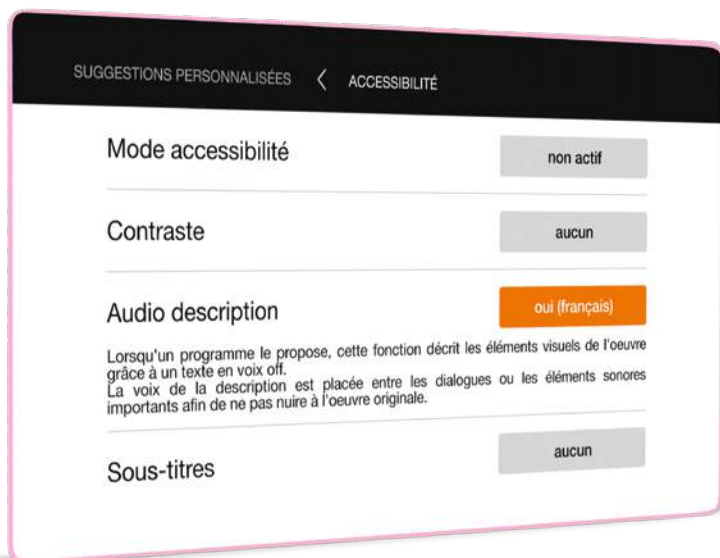 SUGGESTIONS PERSONNALISÉES < ACCESSIBILITÉ
Mode accessibilité non actif
Contraste aucun
Audio description oui (français)
Lorsqu'un programme le propose, cette fonction décrit les éléments visuels de l'oeuvre
grâce à un texte en voix off.
La voix de la description est placée entre les dialogues ou les éléments sonores
importants afin de ne pas nuire à l'oeuvre originale.
Sous-titres aucun